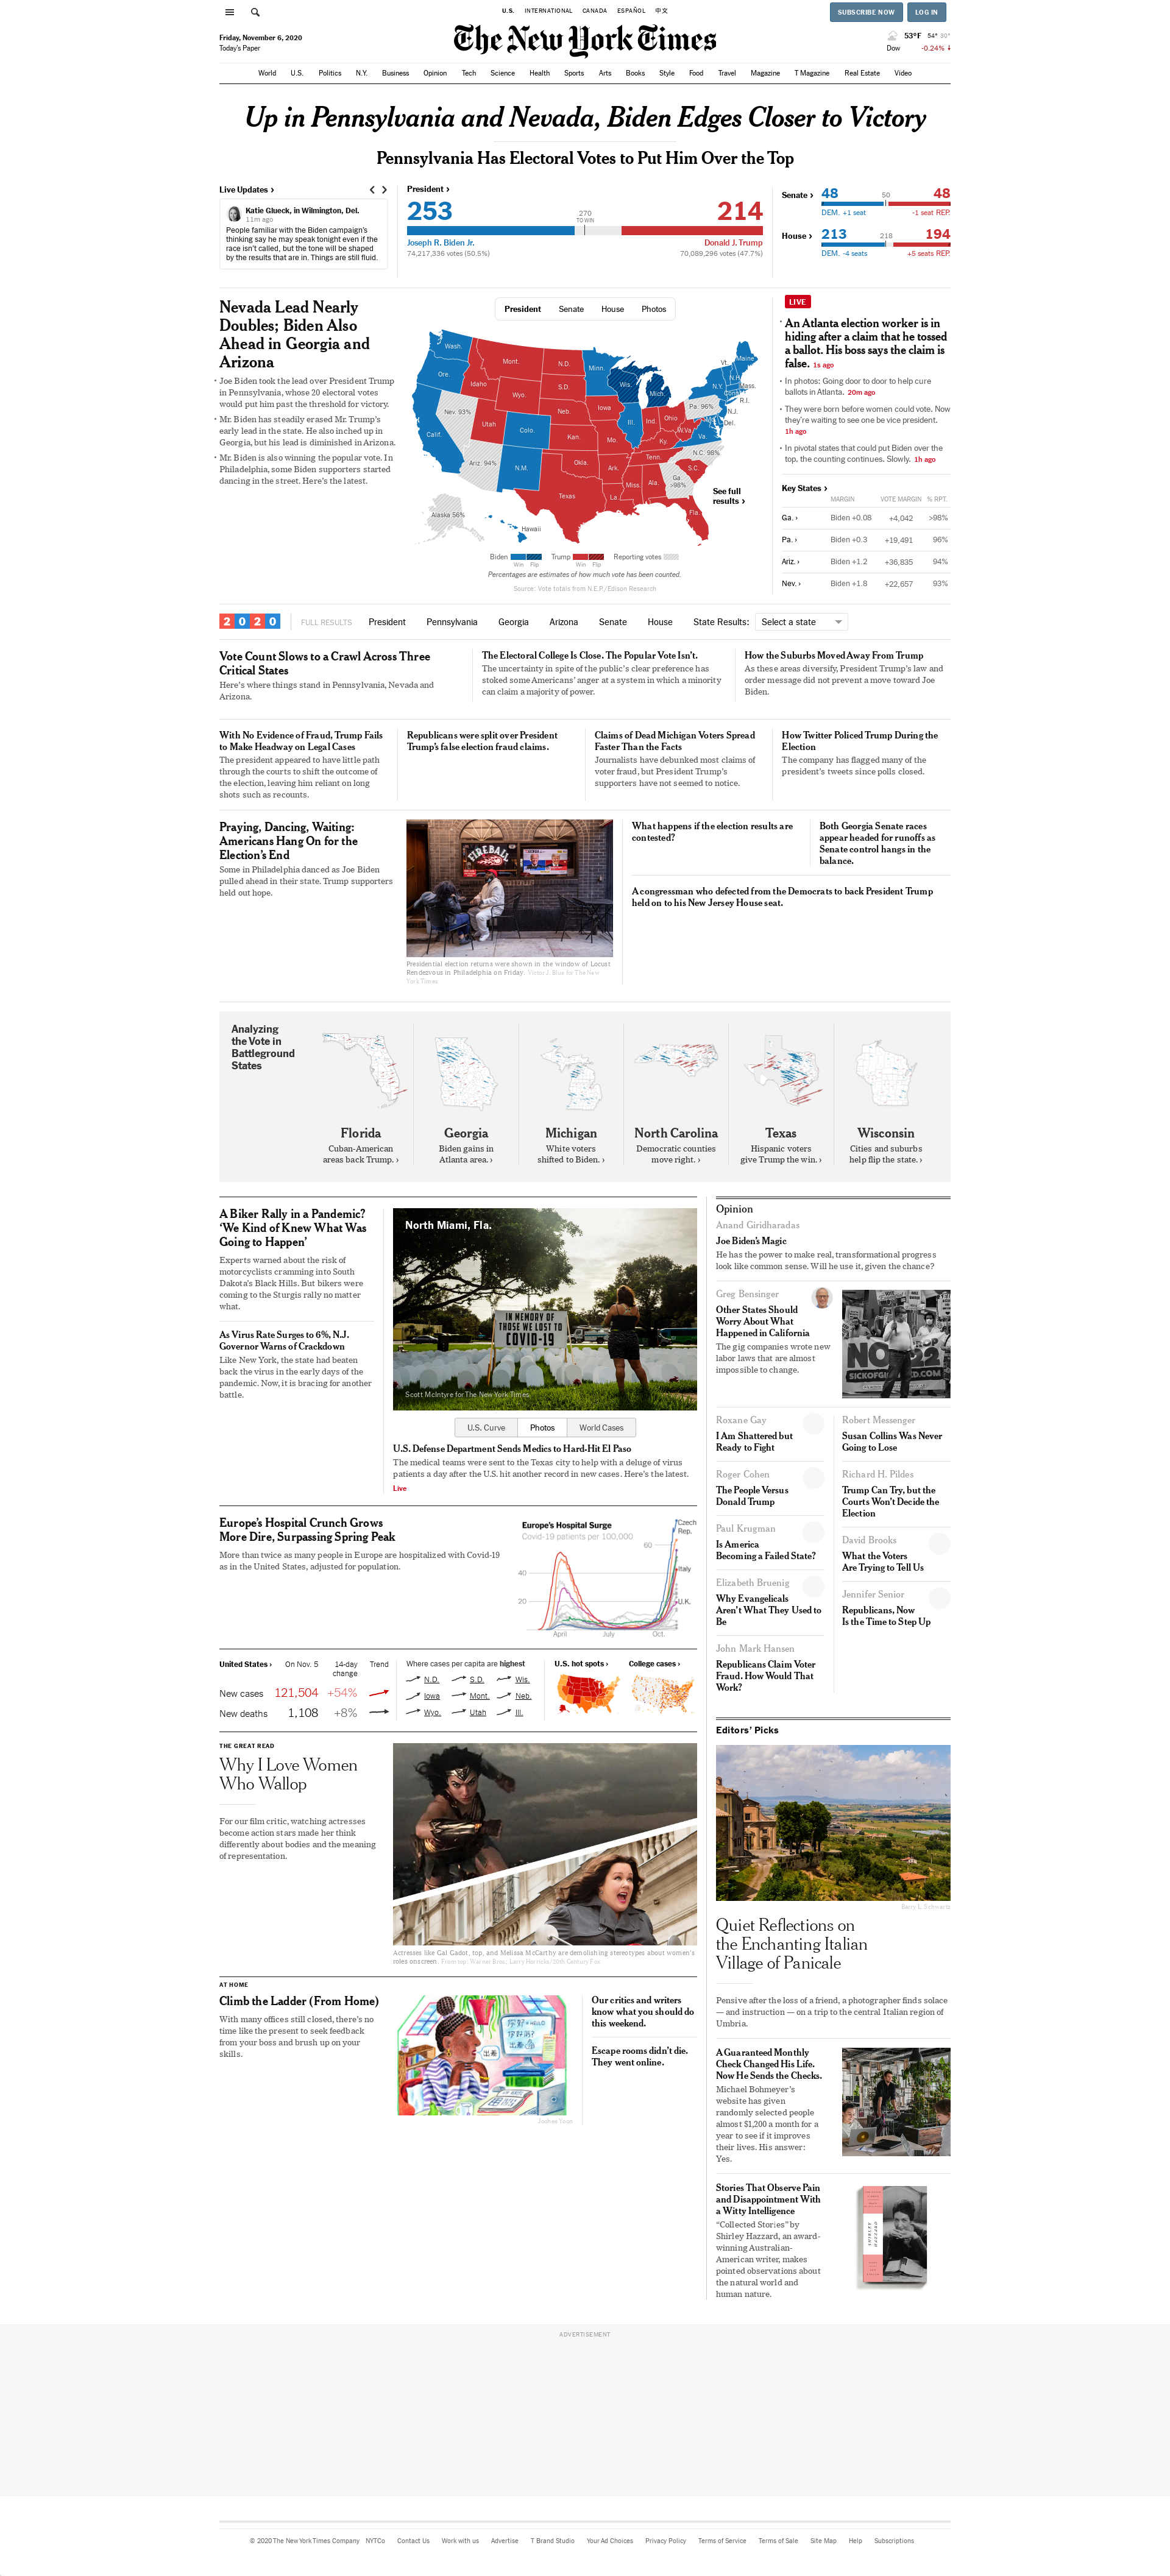 U.S. INTERNATIONAL CANADA ESPAÑOL 中文
SUBSCRIBE NOW LOG IN
Friday, November 6, 2020
Today's Paper
The New York Times
53°F 54° 30°
Dow -0.24%
World U.S. Politics N.Y. Business Opinion Tech Science Health Sports Arts Books Style Food Travel Magazine T Magazine Real Estate Video
Up in Pennsylvania and Nevada, Biden Edges Closer to Victory
Pennsylvania Has Electoral Votes to Put Him Over the Top
Live Updates ›
Katie Glueck, in Wilmington, Del.
11m ago
People familiar with the Biden campaign's
thinking say he may speak tonight even if the
race isn't called, but the tone will be shaped
by the results that are in. Things are still fluid.
President ›
253
270
TO WIN
214
Joseph R. Biden Jr. Donald J. Trump
74,217,336 votes (50.5%) 70,089,296 votes (47.7%)
Senate › 48 50 48
DEM. +1 seat -1 seat REP.
House › 213 218 194
DEM. -4 seats +5 seats REP.
Nevada Lead Nearly
Doubles; Biden Also
Ahead in Georgia and
Arizona
Joe Biden took the lead over President Trump
in Pennsylvania, whose 20 electoral votes
would put him past the threshold for victory.
Mr. Biden has steadily erased Mr. Trump's
early lead in the state. He also inched up in
Georgia, but his lead is diminished in Arizona.
Mr. Biden is also winning the popular vote. In
Philadelphia, some Biden supporters started
dancing in the street. Here's the latest.
President Senate House Photos
Wash.
Ore.
Calif.
Nev. 93%
Idaho
Mont.
Wyo.
Utah
Ariz. 94%
Colo.
N.M.
N.D.
S.D.
Neb.
Kan.
Okla.
Texas
Minn.
Iowa
Mo.
Ark.
La.
Wis.
Ill.
Mich.
Ind.
Ohio
Ky.
Tenn.
Miss.
Ala.
Ga.
>98%
Fla.
S.C.
N.C. 98%
Va.
W.Va.
Pa. 96%
N.Y.
Vt.
N.H.
Maine
Mass.
R.I.
N.J.
Del.
Alaska 56%
Hawaii
See full
results ›
Biden Trump Reporting votes
Win Flip Win Flip
Percentages are estimates of how much vote has been counted.
Source: Vote totals from N.E.P./Edison Research
LIVE
An Atlanta election worker is in
hiding after a claim that he tossed
a ballot. His boss says the claim is
false. 1s ago
In photos: Going door to door to help cure
ballots in Atlanta. 20m ago
They were born before women could vote. Now
they're waiting to see one be vice president.
1h ago
In pivotal states that could put Biden over the
top, the counting continues. Slowly. 1h ago
Key States ›
MARGIN VOTE MARGIN % RPT.
Ga. › Biden +0.08 +4,042 >98%
Pa. › Biden +0.3 +19,491 96%
Ariz. › Biden +1.2 +36,835 94%
Nev. › Biden +1.8 +22,657 93%
2020 FULL RESULTS President Pennsylvania Georgia Arizona Senate House State Results: Select a state
Vote Count Slows to a Crawl Across Three
Critical States
Here's where things stand in Pennsylvania, Nevada and
Arizona.
The Electoral College Is Close. The Popular Vote Isn't.
The uncertainty in spite of the public's clear preference has
stoked some Americans' anger at a system in which a minority
can claim a majority of power.
How the Suburbs Moved Away From Trump
As these areas diversify, President Trump's law and
order message did not prevent a move toward Joe
Biden.
With No Evidence of Fraud, Trump Fails
to Make Headway on Legal Cases
The president appeared to have little path
through the courts to shift the outcome of
the election, leaving him reliant on long
shots such as recounts.
Republicans were split over President
Trump's false election fraud claims.
Claims of Dead Michigan Voters Spread
Faster Than the Facts
Journalists have debunked most claims of
voter fraud, but President Trump's
supporters have not seemed to notice.
How Twitter Policed Trump During the
Election
The company has flagged many of the
president's tweets since polls closed.
Praying, Dancing, Waiting:
Americans Hang On for the
Election's End
Some in Philadelphia danced as Joe Biden
pulled ahead in their state. Trump supporters
held out hope.
FIREBALL
Presidential election returns were shown in the window of Locust
Rendezvous in Philadelphia on Friday. Victor J. Blue for The New
York Times
What happens if the election results are
contested?
Both Georgia Senate races
appear headed for runoffs as
Senate control hangs in the
balance.
A congressman who defected from the Democrats to back President Trump
held on to his New Jersey House seat.
Analyzing
the Vote in
Battleground
States
Florida
Cuban-American
areas back Trump. ›
Georgia
Biden gains in
Atlanta area. ›
Michigan
White voters
shifted to Biden. ›
North Carolina
Democratic counties
move right. ›
Texas
Hispanic voters
give Trump the win. ›
Wisconsin
Cities and suburbs
help flip the state. ›
A Biker Rally in a Pandemic?
'We Kind of Knew What Was
Going to Happen'
Experts warned about the risk of
motorcyclists cramming into South
Dakota's Black Hills. But bikers were
coming to the Sturgis rally no matter
what.
As Virus Rate Surges to 6%, N.J.
Governor Warns of Crackdown
Like New York, the state had beaten
back the virus in the early days of the
pandemic. Now, it is bracing for another
battle.
North Miami, Fla.
IN MEMORY OF
THOSE WE LOST TO
COVID-19
Scott McIntyre for The New York Times
U.S. Curve Photos World Cases
U.S. Defense Department Sends Medics to Hard-Hit El Paso
The medical teams were sent to the Texas city to help with a deluge of virus
patients a day after the U.S. hit another record in new cases. Here's the latest.
Live
Europe's Hospital Crunch Grows
More Dire, Surpassing Spring Peak
More than twice as many people in Europe are hospitalized with Covid-19
as in the United States, adjusted for population.
Europe's Hospital Surge
Covid-19 patients per 100,000
60
40
20
Czech
Rep.
Italy
U.K.
April July Oct.
United States › On Nov. 5 14-day
change Trend
New cases 121,504 +54%
New deaths 1,108 +8%
Where cases per capita are highest
N.D. S.D. Wis.
Iowa Mont. Neb.
Wyo. Utah Ill.
U.S. hot spots › College cases ›
THE GREAT READ
Why I Love Women
Who Wallop
For our film critic, watching actresses
become action stars made her think
differently about bodies and the meaning
of representation.
Actresses like Gal Gadot, top, and Melissa McCarthy are demolishing stereotypes about women's
roles onscreen. From top: Warner Bros.; Larry Horricks/20th Century Fox
AT HOME
Climb the Ladder (From Home)
With many offices still closed, there's no
time like the present to seek feedback
from your boss and brush up on your
skills.
你好
HELLO
出差
Our critics and writers
know what you should do
this weekend.
Escape rooms didn't die.
They went online.
Opinion
Anand Giridharadas
Joe Biden's Magic
He has the power to make real, transformational progress
look like common sense. Will he use it, given the chance?
Greg Bensinger
Other States Should
Worry About What
Happened in California
The gig companies wrote new
labor laws that are almost
impossible to change.
NO 22
SICKOFGIG
Roxane Gay
I Am Shattered but
Ready to Fight
Roger Cohen
The People Versus
Donald Trump
Paul Krugman
Is America
Becoming a Failed State?
Elizabeth Bruenig
Why Evangelicals
Aren't What They Used to
Be
John Mark Hansen
Republicans Claim Voter
Fraud. How Would That
Work?
Robert Messenger
Susan Collins Was Never
Going to Lose
Richard H. Pildes
Trump Can Try, but the
Courts Won't Decide the
Election
David Brooks
What the Voters
Are Trying to Tell Us
Jennifer Senior
Republicans, Now
Is the Time to Step Up
Editors' Picks
Barry L. Schwartz
Quiet Reflections on
the Enchanting Italian
Village of Panicale
Pensive after the loss of a friend, a photographer finds solace
— and instruction — on a trip to the central Italian region of
Umbria.
A Guaranteed Monthly
Check Changed His Life.
Now He Sends the Checks.
Michael Bohmeyer's
website has given
randomly selected people
almost $1,200 a month for a
year to see if it improves
their lives. His answer:
Yes.
Stories That Observe Pain
and Disappointment With
a Witty Intelligence
"Collected Stories" by
Shirley Hazzard, an award-
winning Australian-
American writer, makes
pointed observations about
the natural world and
human nature.
SHIRLEY
HAZZARD
ADVERTISEMENT
© 2020 The New York Times Company NYTCo Contact Us Work with us Advertise T Brand Studio Your Ad Choices Privacy Policy Terms of Service Terms of Sale Site Map Help Subscriptions